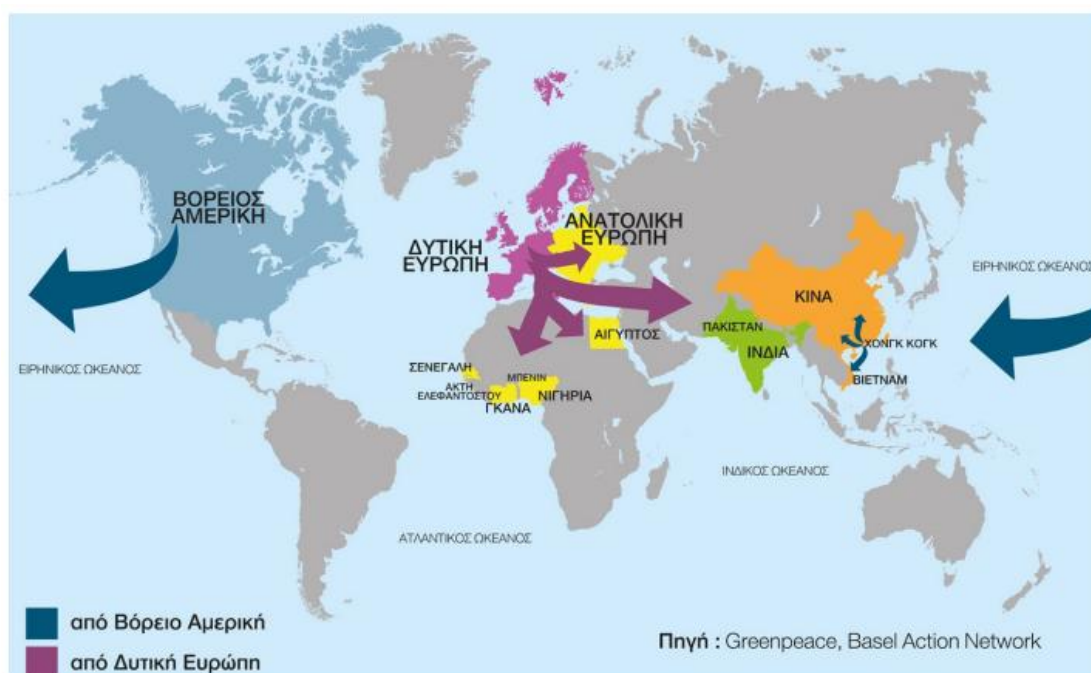 ΒΟΡΕΙΟΣ
ΑΜΕΡΙΚΗ
ΔΥΤΙΚΗ
ΕΥΡΩΠΗ
ΑΝΑΤΟΛΙΚΗ
ΕΥΡΩΠΗ
ΕΙΡΗΝΙΚΟΣ ΩΚΕΑΝΟΣ
ΚΙΝΑ
ΠΑΚΙΣΤΑΝ
ΙΝΔΙΑ
ΧΟΝΓΚ ΚΟΓΚ
ΒΙΕΤΝΑΜ
ΑΙΓΥΠΤΟΣ
ΕΙΡΗΝΙΚΟΣ ΩΚΕΑΝΟΣ
ΣΕΝΕΓΑΛΗ
ΑΚΤΗ
ΕΛΕΦΑΝΤΟΣΤΟΥ
ΜΠΕΝΙΝ
ΓΚΑΝΑ
ΝΙΓΗΡΙΑ
ΙΝΔΙΚΟΣ ΩΚΕΑΝΟΣ
ΑΤΛΑΝΤΙΚΟΣ ΩΚΕΑΝΟΣ
από Βόρειο Αμερική
από Δυτική Ευρώπη
Πηγή : Greenpeace, Basel Action Network